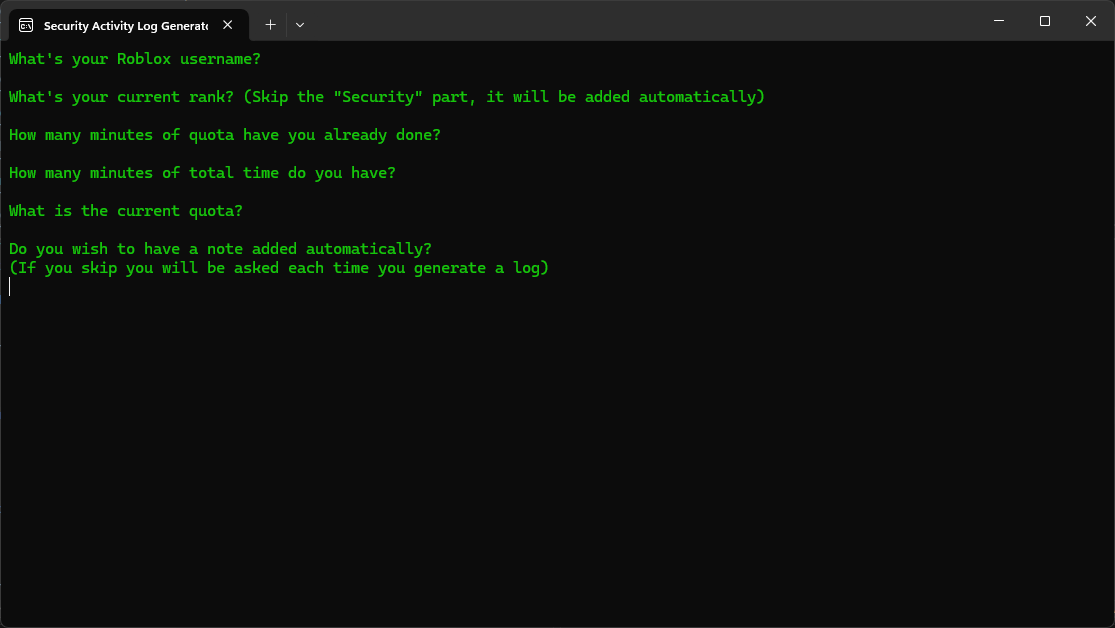 Security Activity Log Generat
What's your Roblox username?
What's your current rank? (Skip the "Security" part, it will be added automatically)
How many minutes of quota have you already done?
How many minutes of total time do you have?
What is the current quota?
Do you wish to have a note added automatically?
(If you skip you will be asked each time you generate a log)